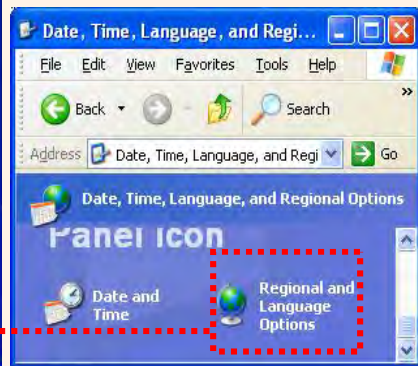 Date, Time, Language, and Regi...
File Edit View Favorites Tools Help
Back Search »
Address Date, Time, Language, and Regi Go
Date, Time, Language, and Regional Options
Panel Icon
Date and
Time
Regional and
Language
Options